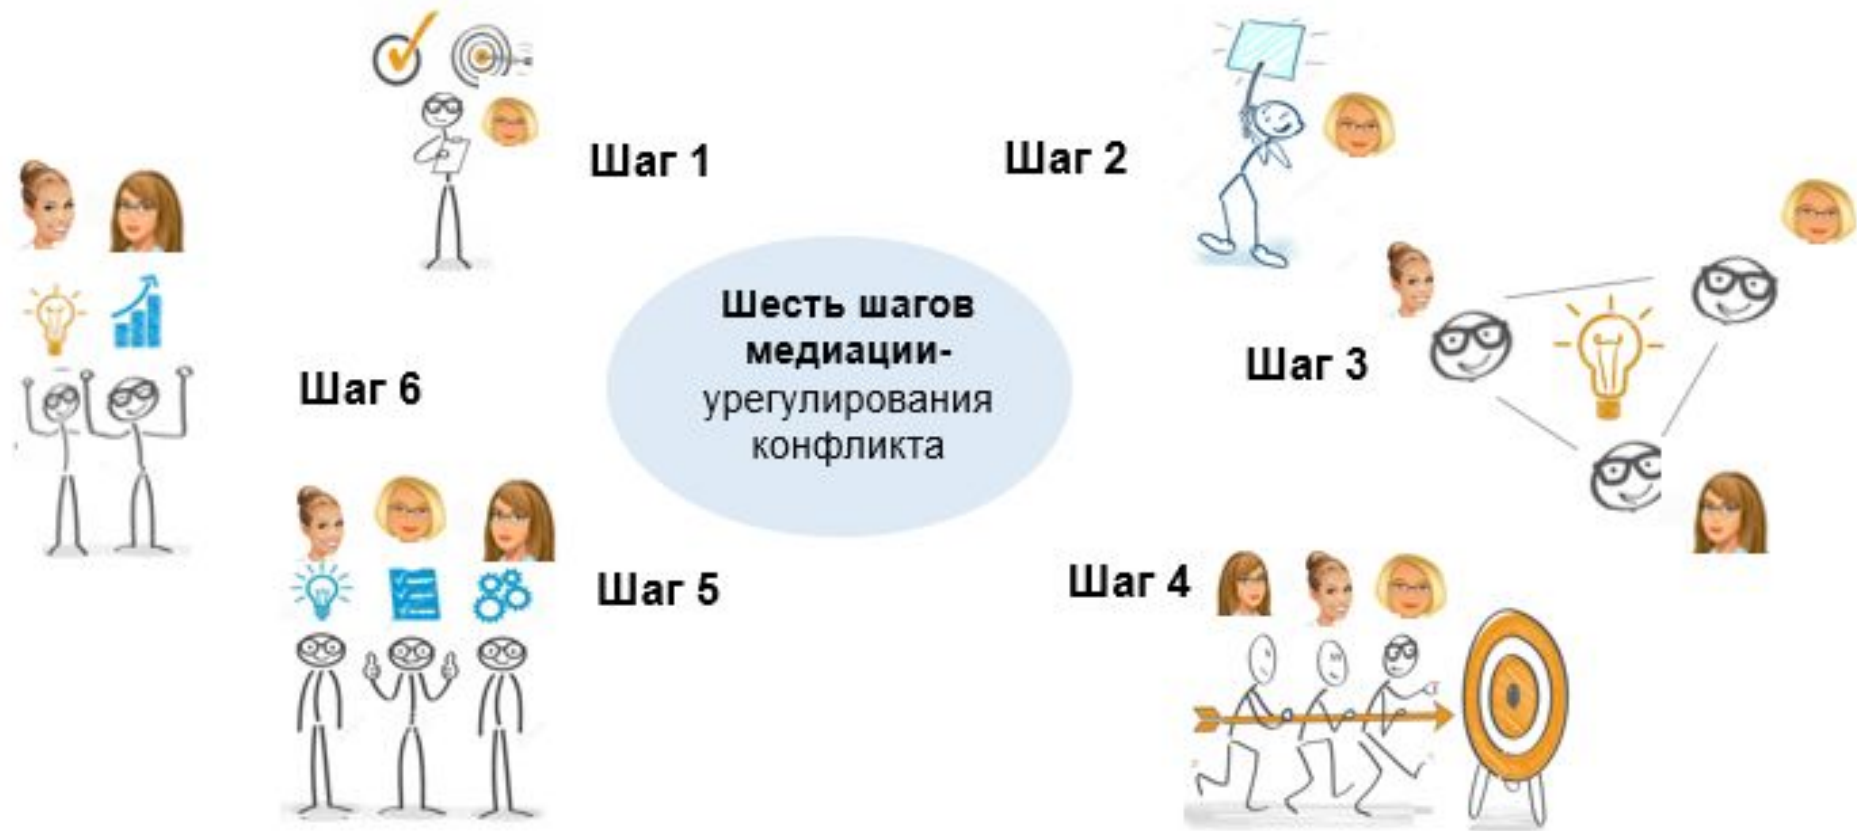 Шаг 1
Шаг 2
Шесть шагов
медиации-
урегулирования
конфликта
Шаг 3
Шаг 4
Шаг 5
Шаг 6